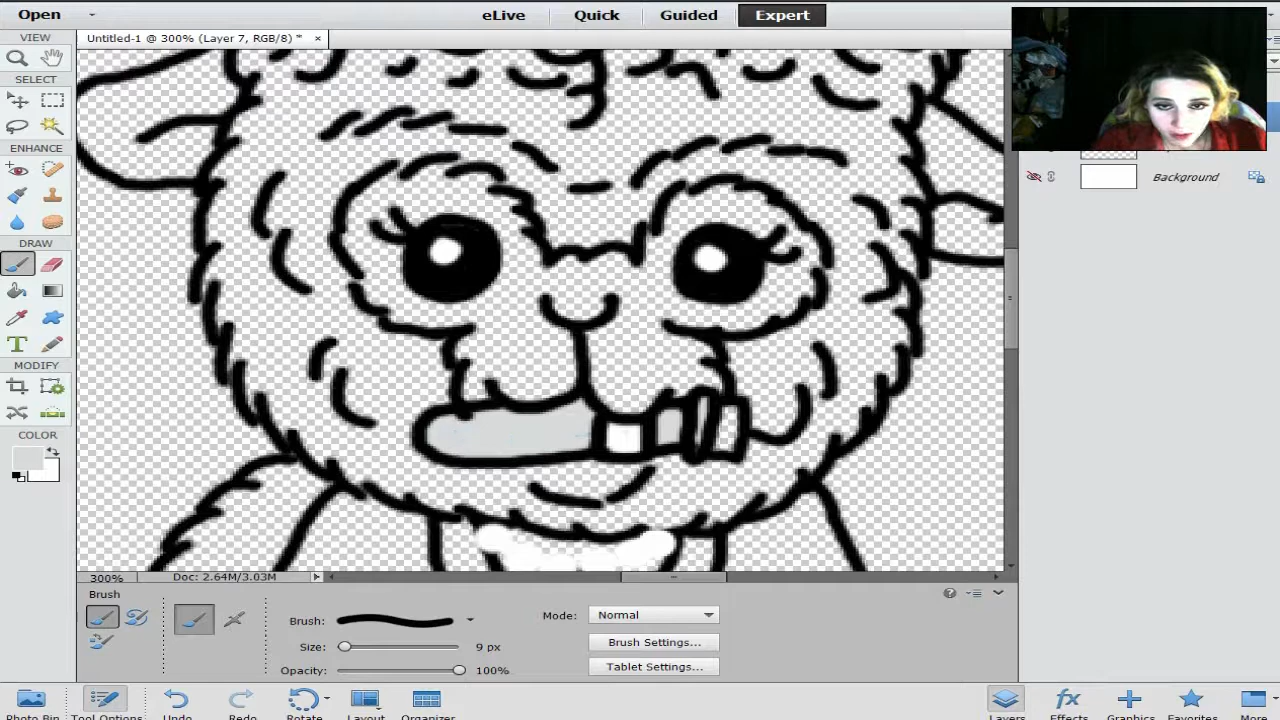 Open
eLive Quick Guided Expert
VIEW
Untitled-1 @ 300% (Layer 7, RGB/8) * ×
SELECT
ENHANCE
Background
DRAW
T
MODIFY
COLOR
300% Doc: 2.64M/3.03M
Brush
Brush: Mode: Normal
Size: 9 px Brush Settings...
Opacity: 100% Tablet Settings...
Photo Bin Tool Options Undo Redo Rotate Layout Organizer Layers fx Effects Graphics Favorites More